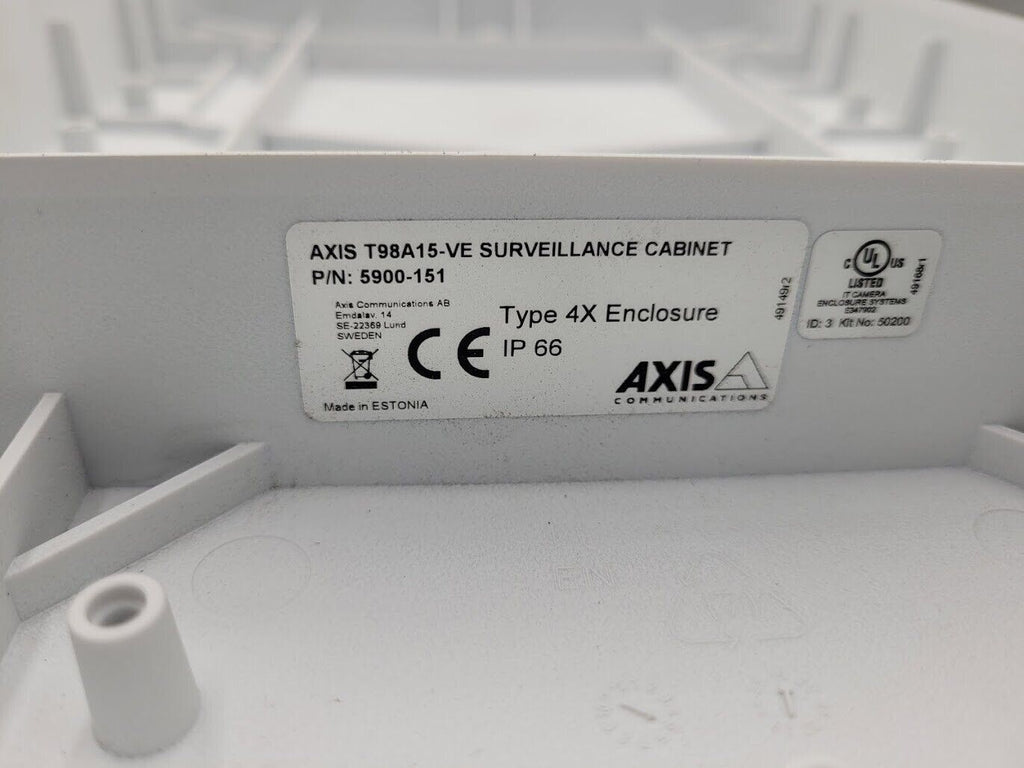 AXIS T98A15-VE SURVEILLANCE CABINET
P/N: 5900-151
Axis Communications AB
Emdalav. 14
SE-22369 Lund
SWEDEN
CE
Type 4X Enclosure
IP 66
AXIS
COMMUNICATIONS
Made in ESTONIA
49149r2
C UL US
LISTED
IT CAMERA
ENCLOSURE SYSTEMS
E347902
ID: 3 Kit No: 50200
49168r1